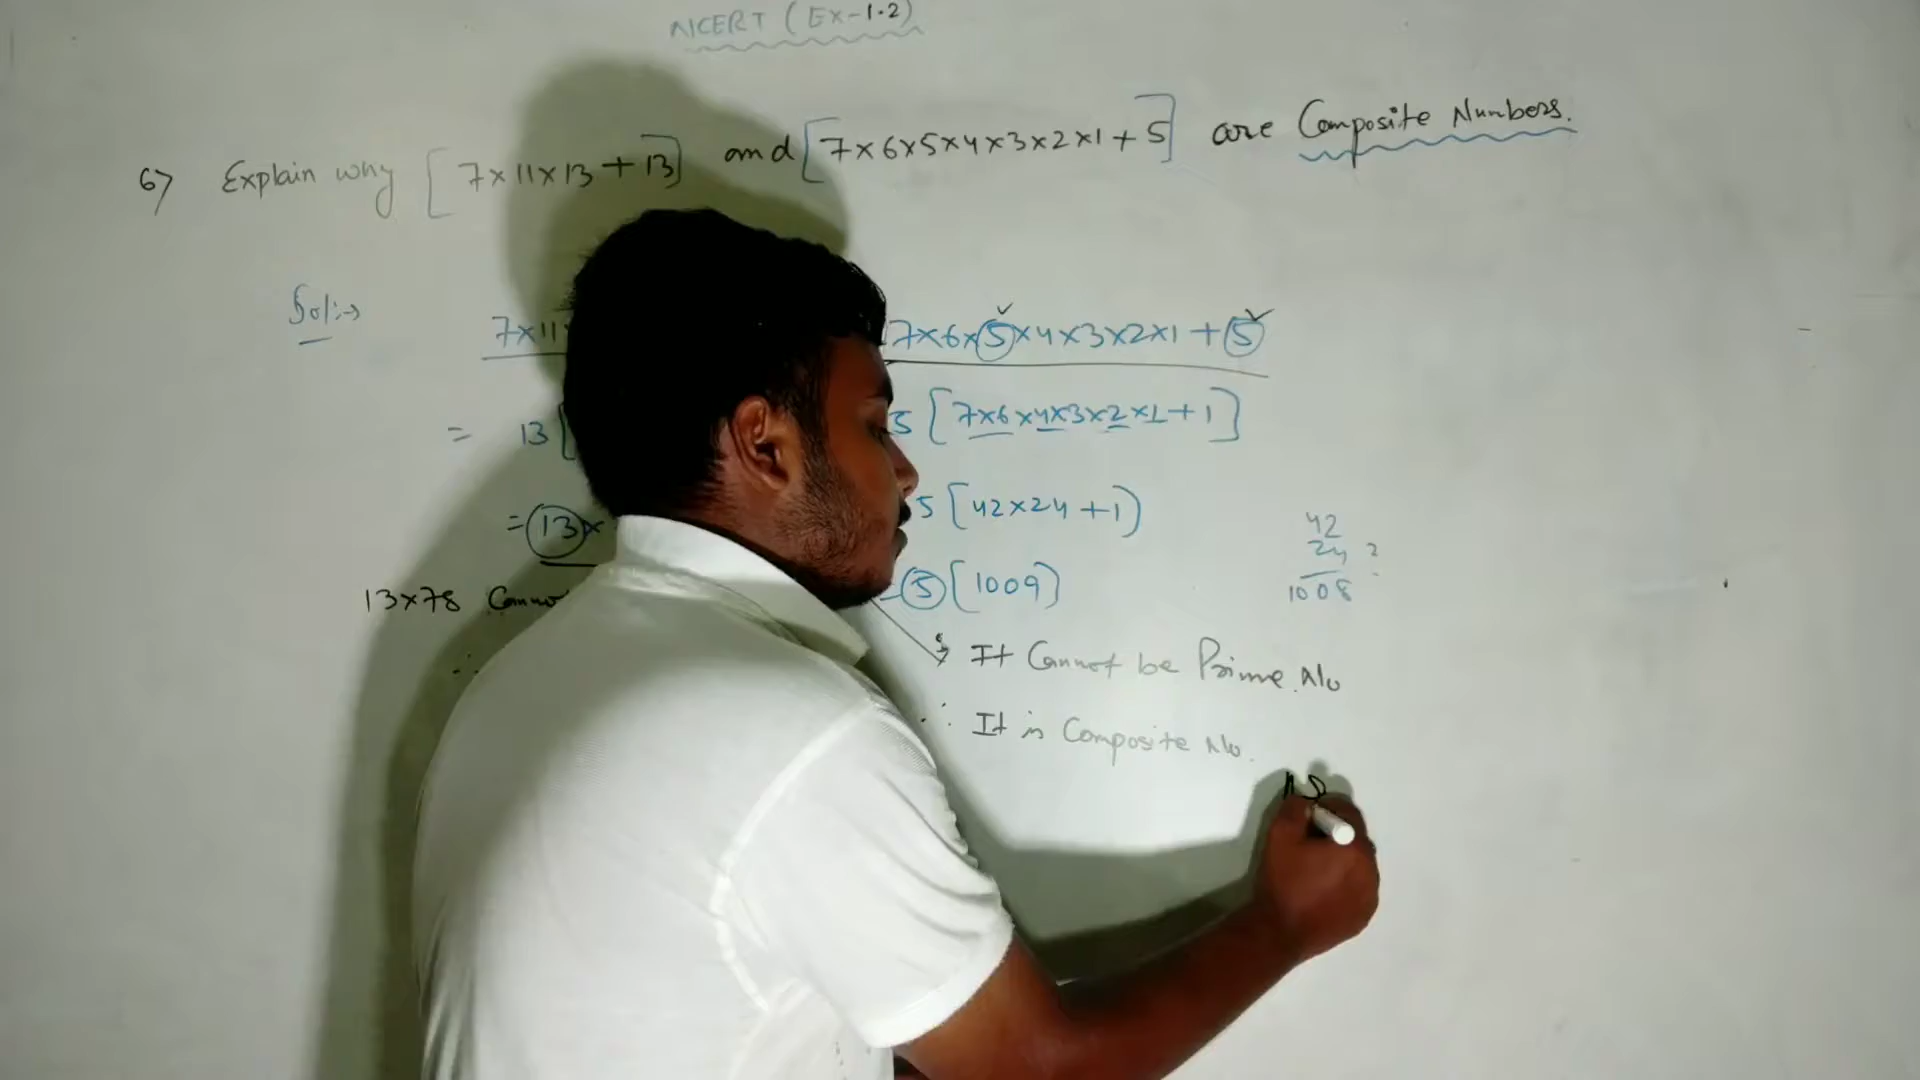 NCERT (Ex-1.2)
6) Explain why [7×11×13+13] and [7×6×5×4×3×2×1+5] are Composite Numbers.
Sol:→
7×11 7×6×5×4×3×2×1+5
= 13[ 5[7×6×4×3×2×1+1]
=13× 5[42×24+1)
42
24
1008
=5[1009)
13×78 Cannot
→ It Cannot be Prime No
∴
∴ It is Composite No.